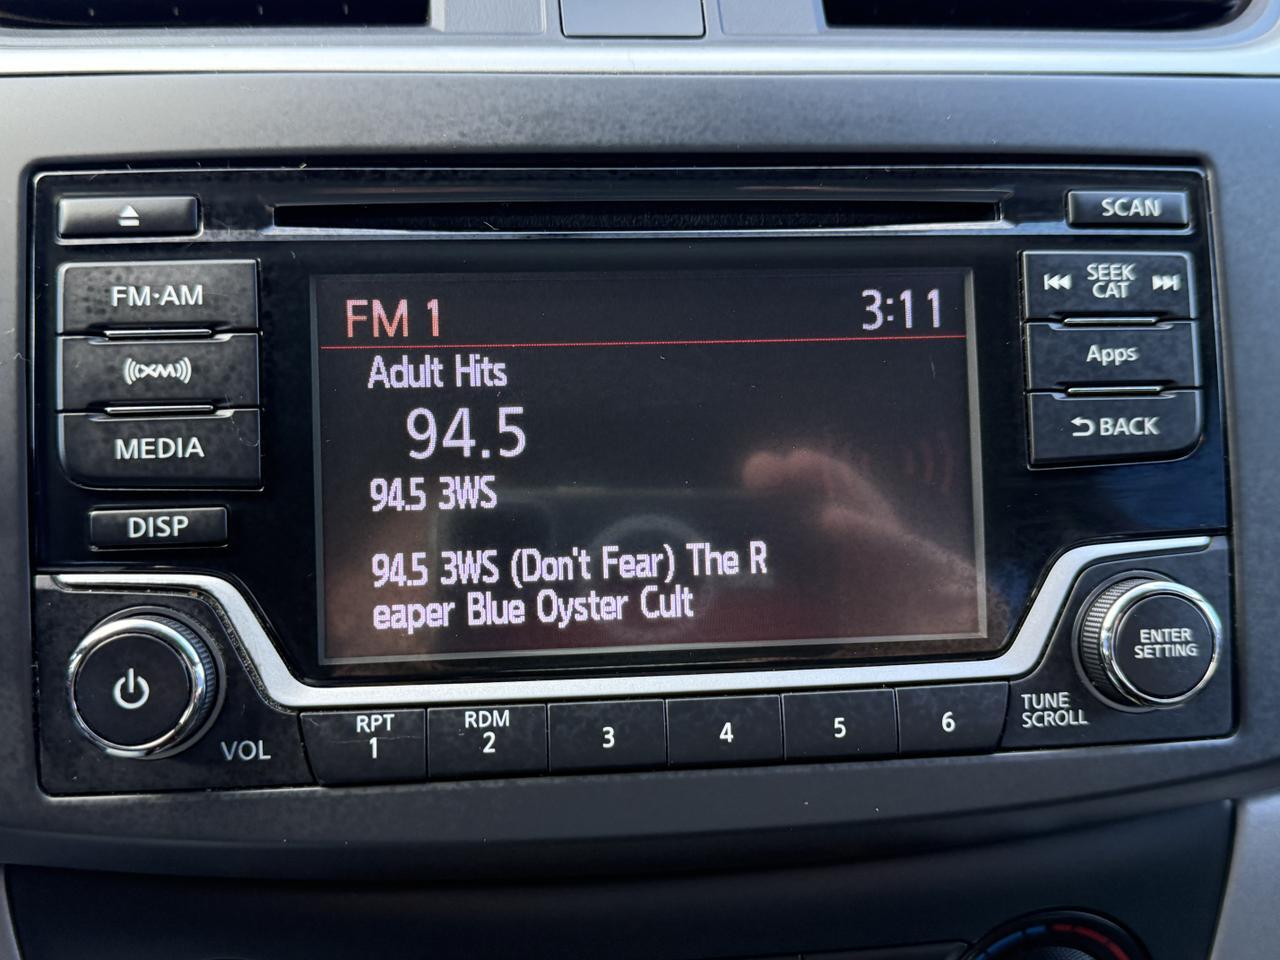 SCAN
FM·AM
SEEK
CAT
FM 1
3:11
Adult Hits
(((XM)))
Apps
94.5
MEDIA
BACK
94.5 3WS
DISP
94.5 3WS (Don't Fear) The R
eaper Blue Oyster Cult
ENTER
SETTING
VOL
RPT
1
RDM
2
3
4
5
6
TUNE
SCROLL